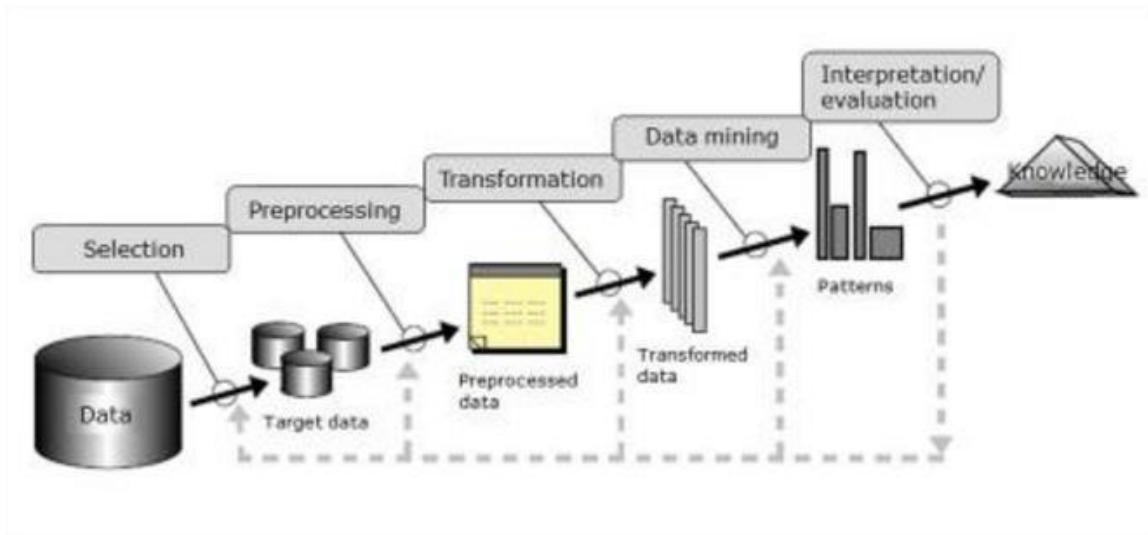 Interpretation/
evaluation
Data mining
Transformation
Preprocessing
Selection
Knowledge
Patterns
Transformed
data
Preprocessed
data
Target data
Data